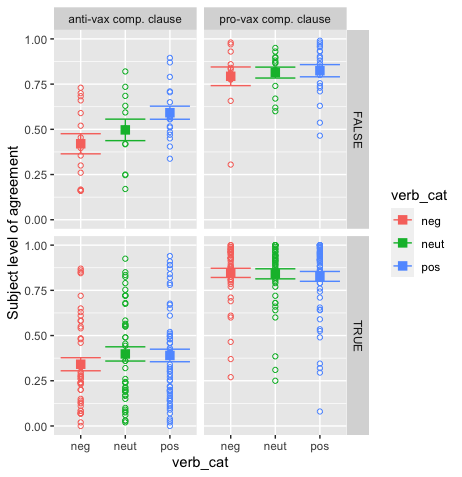 anti-vax comp. clause
pro-vax comp. clause
1.00
0.75
0.50
0.25
0.00
FALSE
1.00
0.75
0.50
0.25
0.00
TRUE
Subject level of agreement
neg neut pos
neg neut pos
verb_cat
verb_cat
neg
neut
pos